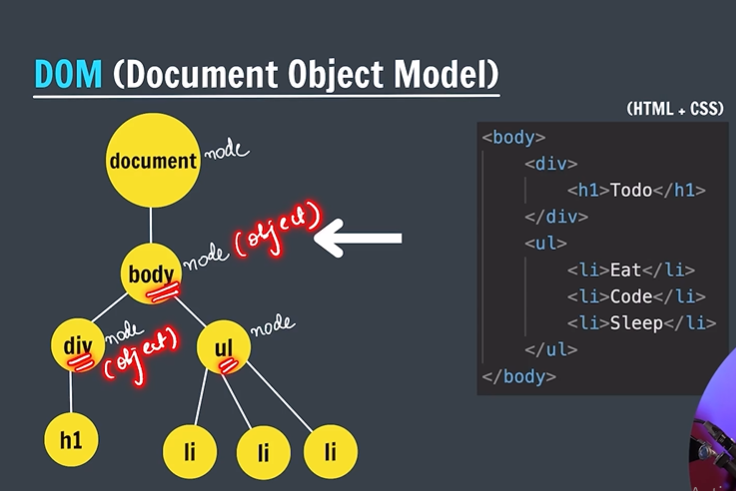 DOM (Document Object Model)
(HTML + CSS)
document node
body node (object)
div node (object)
ul node
h1
li li li
<body>
<div>
<h1>Todo</h1>
</div>
<ul>
<li>Eat</li>
<li>Code</li>
<li>Sleep</li>
</ul>
</body>